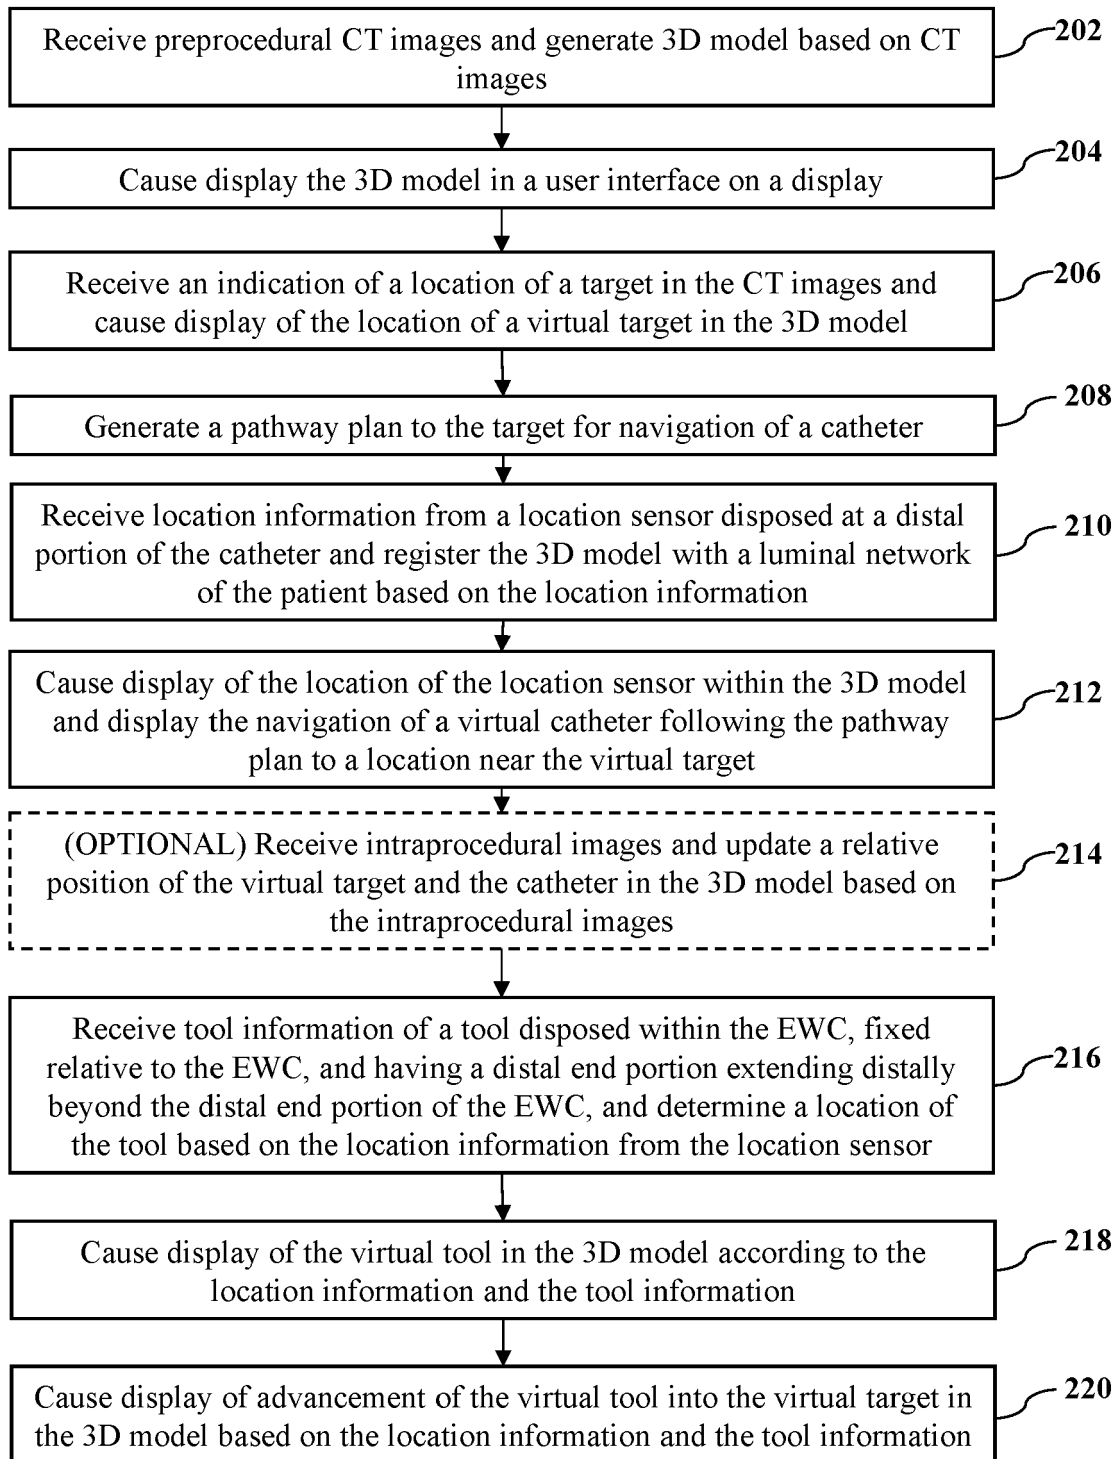 Receive preprocedural CT images and generate 3D model based on CT
images
202
Cause display the 3D model in a user interface on a display
204
Receive an indication of a location of a target in the CT images and
cause display of the location of a virtual target in the 3D model
206
Generate a pathway plan to the target for navigation of a catheter
208
Receive location information from a location sensor disposed at a distal
portion of the catheter and register the 3D model with a luminal network
of the patient based on the location information
210
Cause display of the location of the location sensor within the 3D model
and display the navigation of a virtual catheter following the pathway
plan to a location near the virtual target
212
(OPTIONAL) Receive intraprocedural images and update a relative
position of the virtual target and the catheter in the 3D model based on
the intraprocedural images
214
Receive tool information of a tool disposed within the EWC, fixed
relative to the EWC, and having a distal end portion extending distally
beyond the distal end portion of the EWC, and determine a location of
the tool based on the location information from the location sensor
216
Cause display of the virtual tool in the 3D model according to the
location information and the tool information
218
Cause display of advancement of the virtual tool into the virtual target in
the 3D model based on the location information and the tool information
220